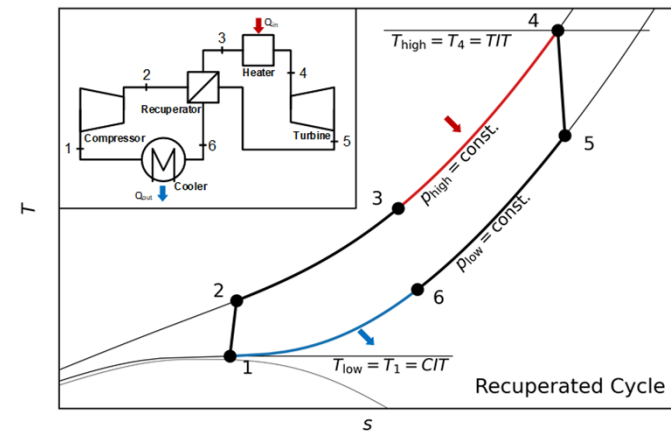 4
T_high = T_4 = TIT
Q_in
3
Heater
2
4
Recuperator
Compressor
Turbine
1
6
5
Cooler
Q_out
5
3
p_high = const.
p_low = const.
T
2
6
1
T_low = T_1 = CIT
Recuperated Cycle
s